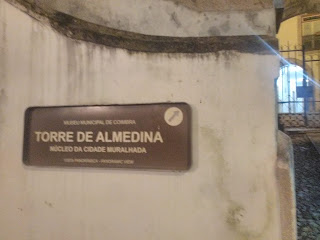 MUSEU MUNICIPAL DE COIMBRA
TORRE DE ALMEDINA
NÚCLEO DA CIDADE MURALHADA
VISTA PANORÂMICA - PANORAMIC VIEW